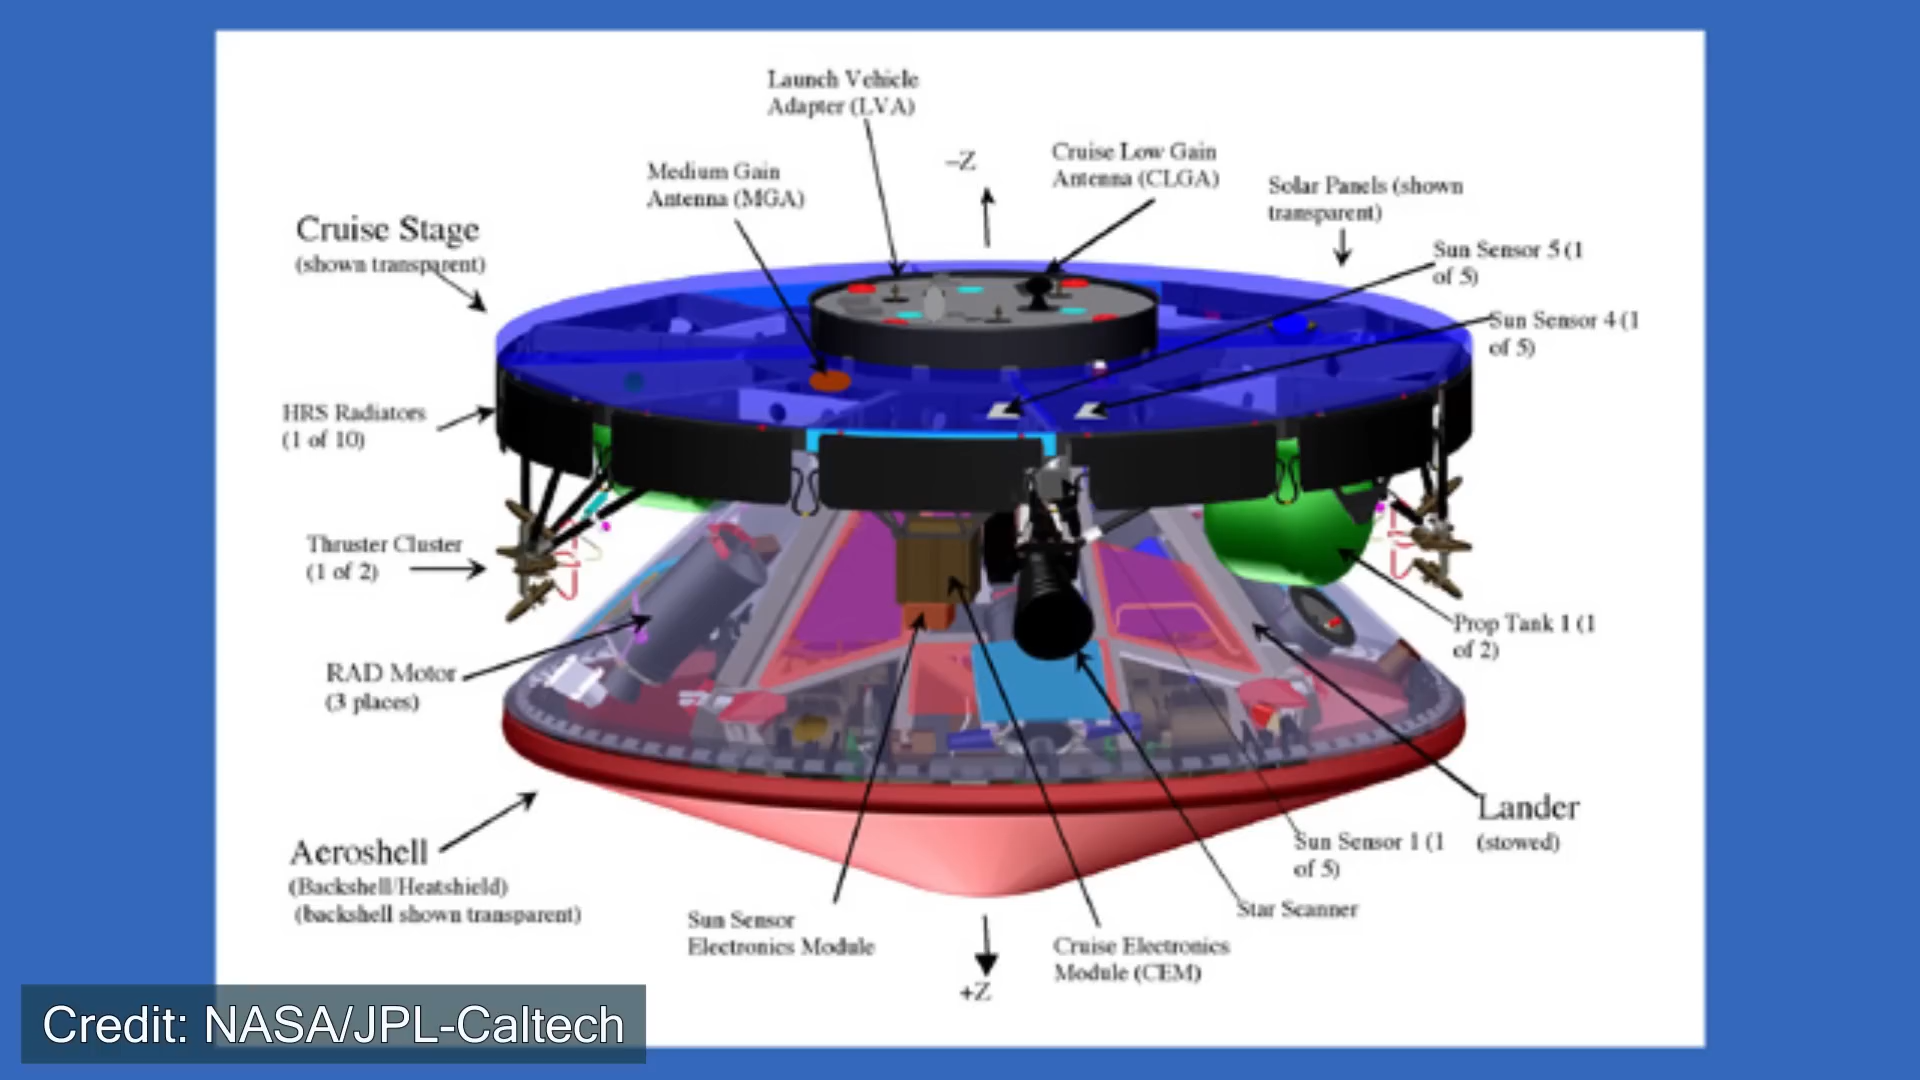 Launch Vehicle
Adapter (LVA)
–Z
Cruise Low Gain
Antenna (CLGA)
Medium Gain
Antenna (MGA)
Solar Panels (shown
transparent)
Cruise Stage
(shown transparent)
Sun Sensor 5 (1
of 5)
Sun Sensor 4 (1
of 5)
HRS Radiators
(1 of 10)
Thruster Cluster
(1 of 2)
Prop Tank 1 (1
of 2)
RAD Motor
(3 places)
Lander
(stowed)
Sun Sensor 1 (1
of 5)
Aeroshell
(Backshell/Heatshield)
(backshell shown transparent)
Star Scanner
Sun Sensor
Electronics Module
Cruise Electronics
Module (CEM)
+Z
Credit: NASA/JPL-Caltech